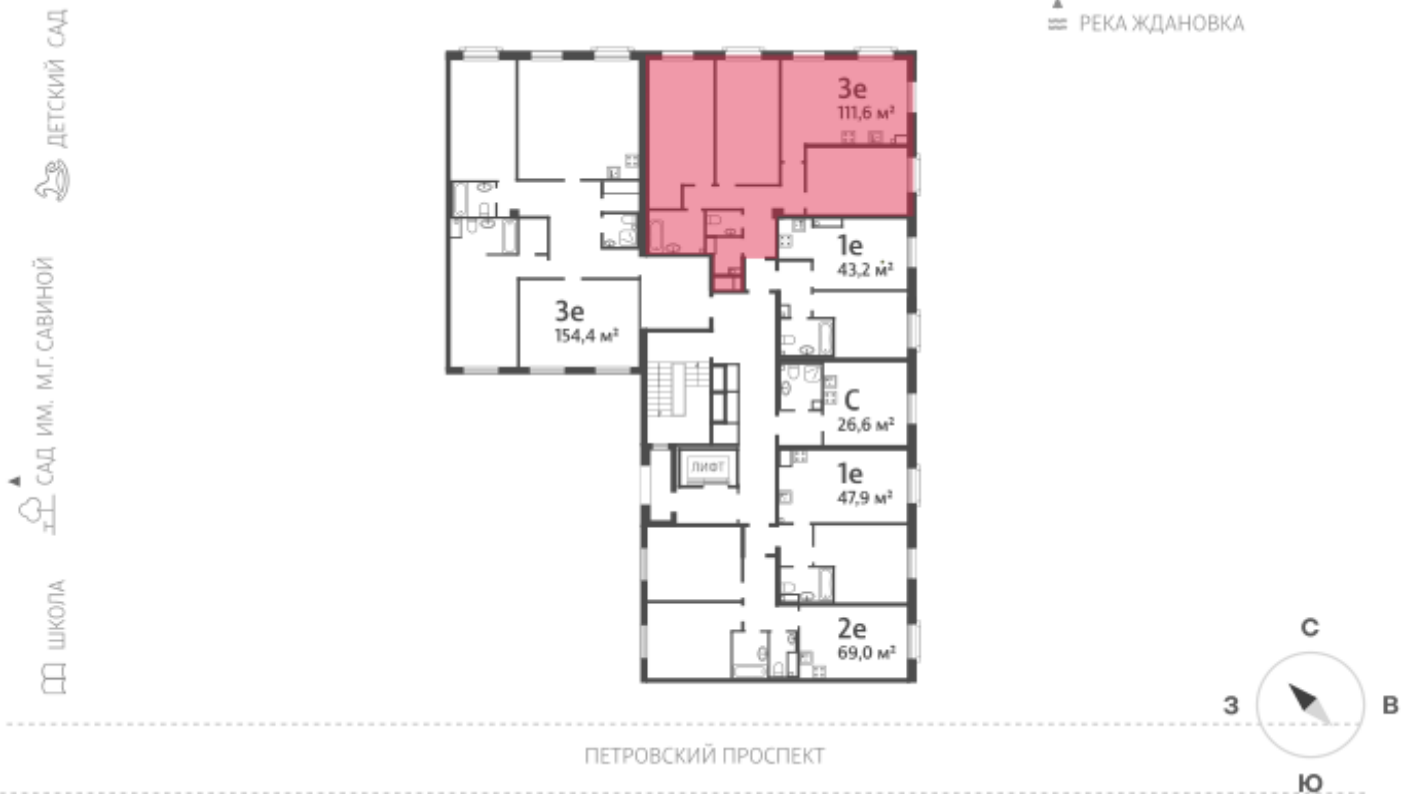 РЕКА ЖДАНОВКА
ДЕТСКИЙ САД
САД ИМ. М.Г. САВИНОЙ
ШКОЛА
3е
111,6 м²
1е
43,2 м²
3е
154,4 м²
С
26,6 м²
ЛИФТ
1е
47,9 м²
2е
69,0 м²
С
З
В
Ю
ПЕТРОВСКИЙ ПРОСПЕКТ